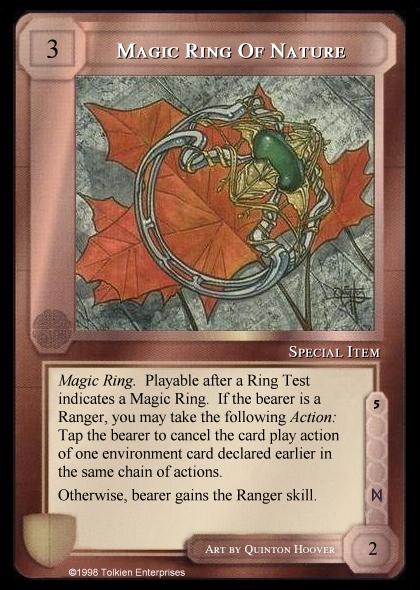 3
MAGIC RING OF NATURE
SPECIAL ITEM
Magic Ring. Playable after a Ring Test
indicates a Magic Ring. If the bearer is a
Ranger, you may take the following Action:
Tap the bearer to cancel the card play action
of one environment card declared earlier in
the same chain of actions.
Otherwise, bearer gains the Ranger skill.
5
ART BY QUINTON HOOVER
2
©1998 Tolkien Enterprises